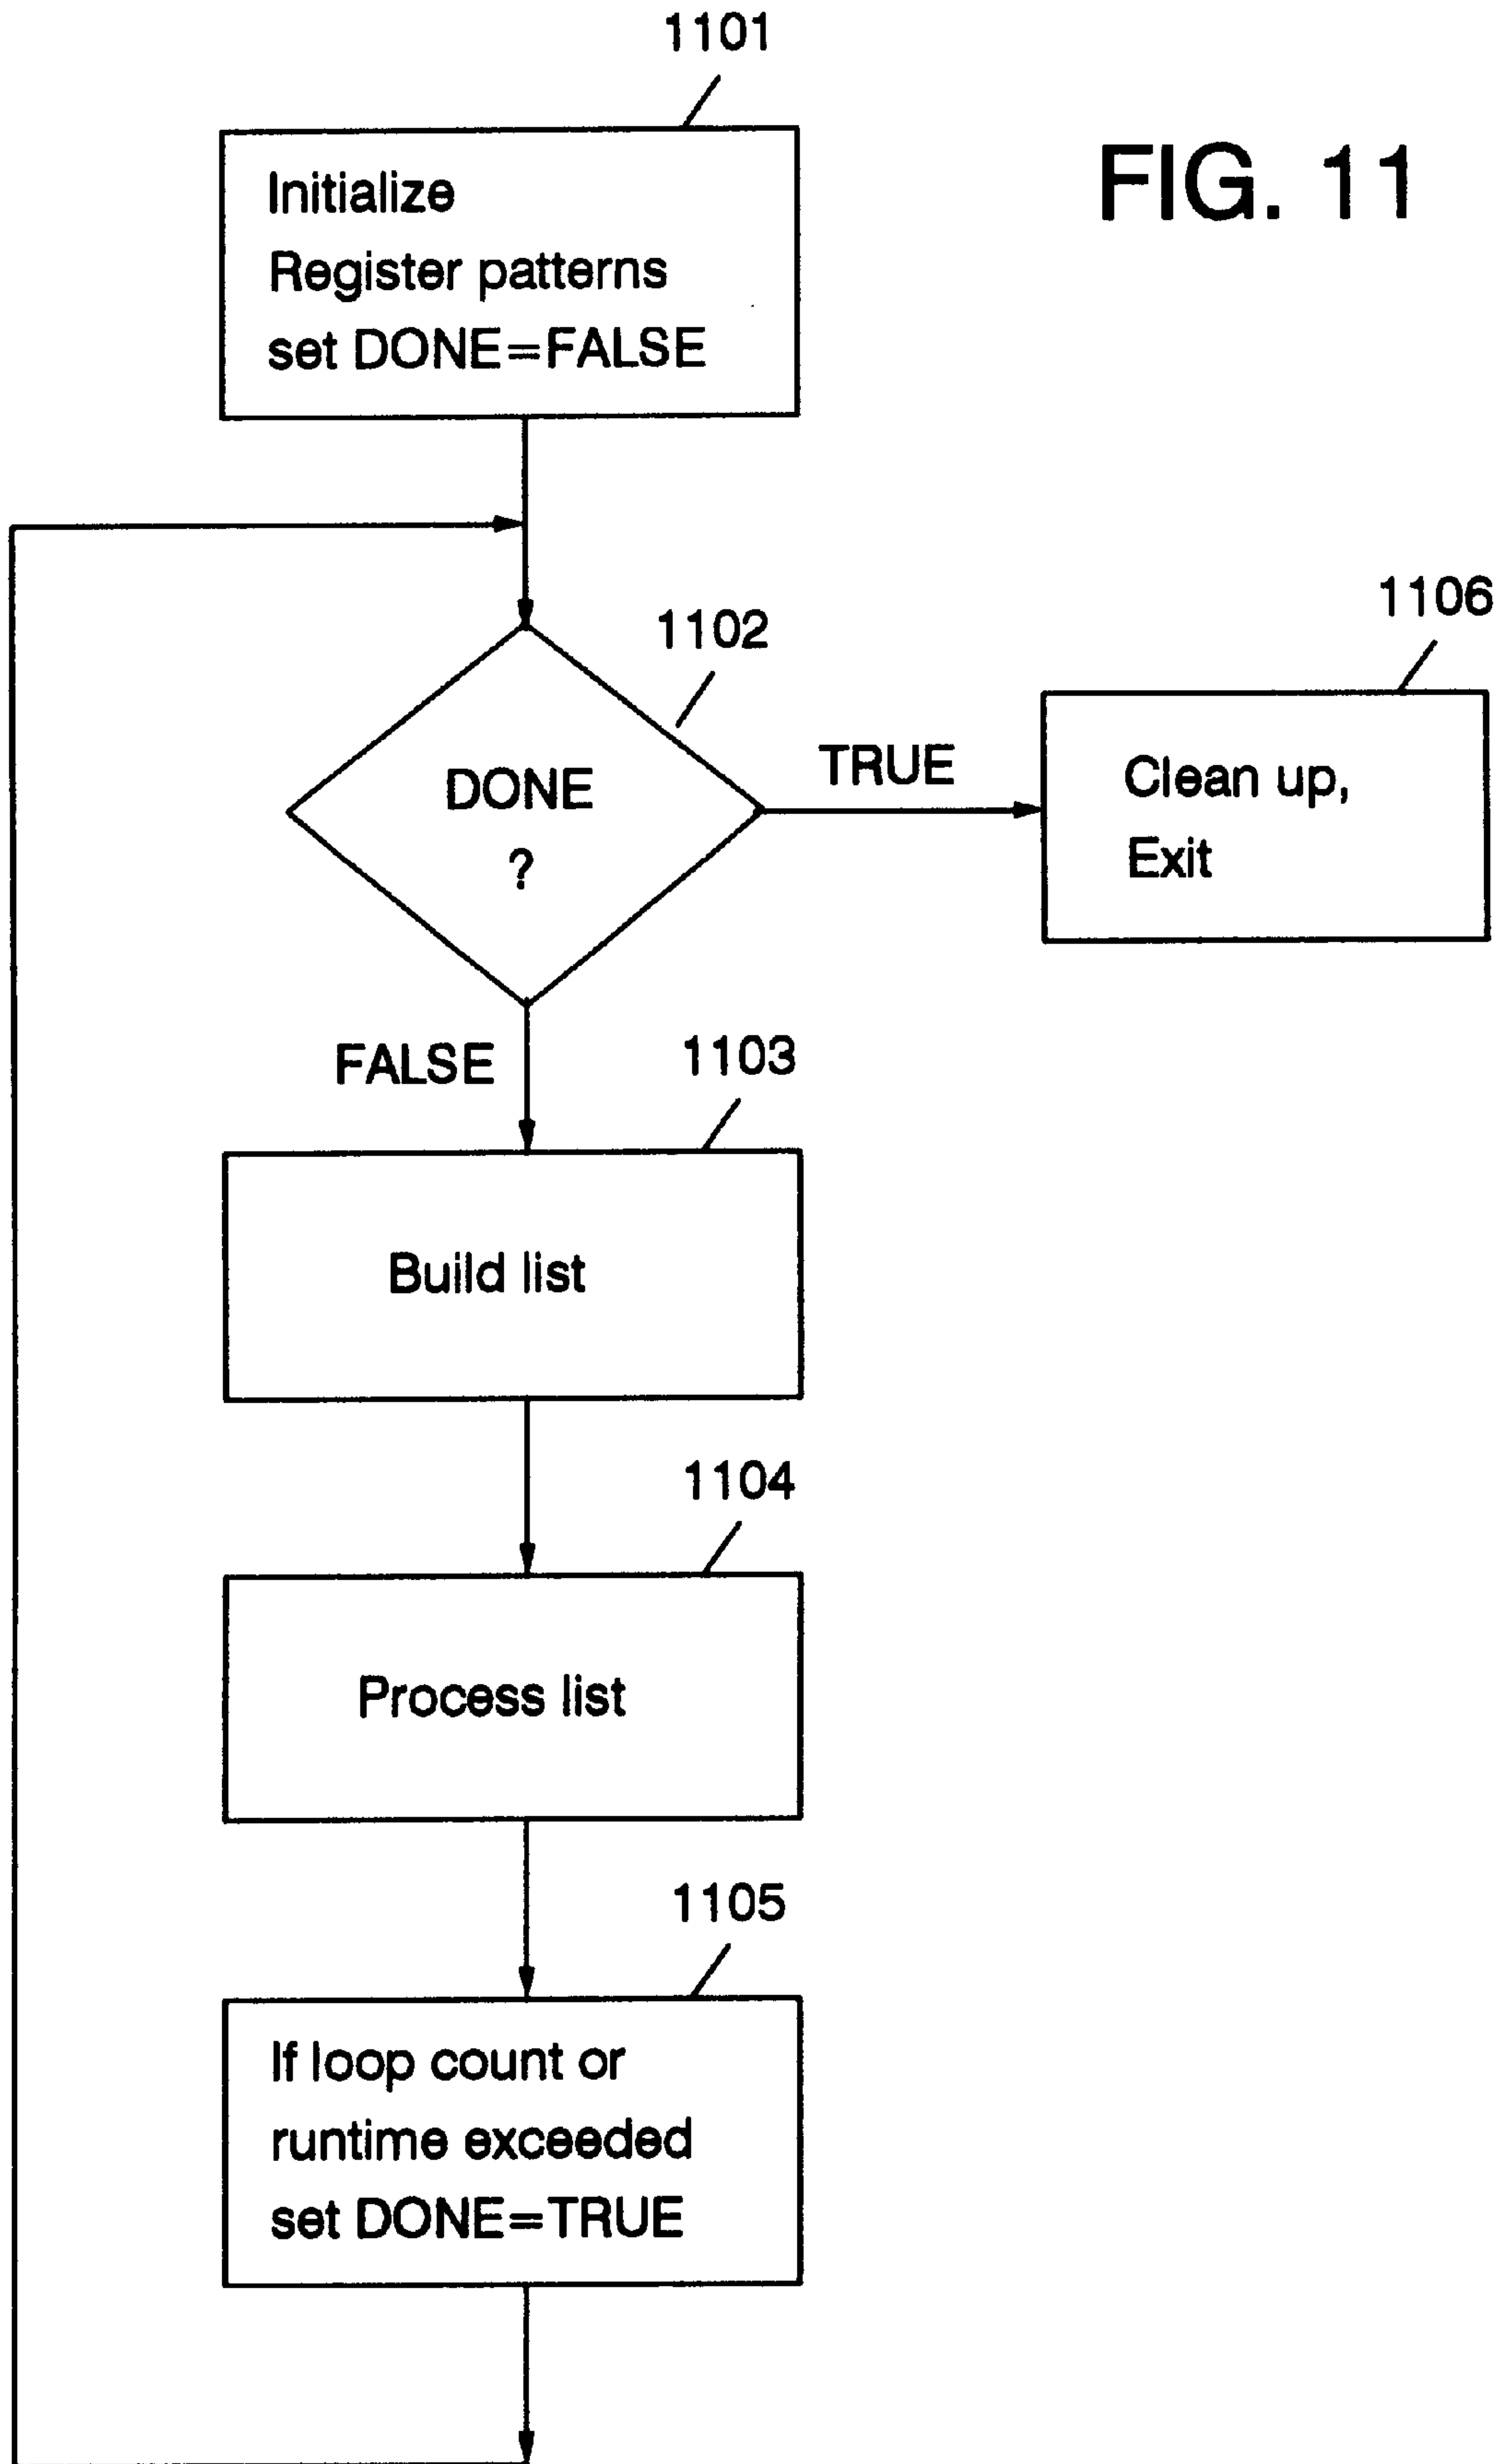 1101
FIG. 11
Initialize
Register patterns
set DONE=FALSE
1102
1106
DONE
?
TRUE
Clean up,
Exit
FALSE
1103
Build list
1104
Process list
1105
If loop count or
runtime exceeded
set DONE=TRUE